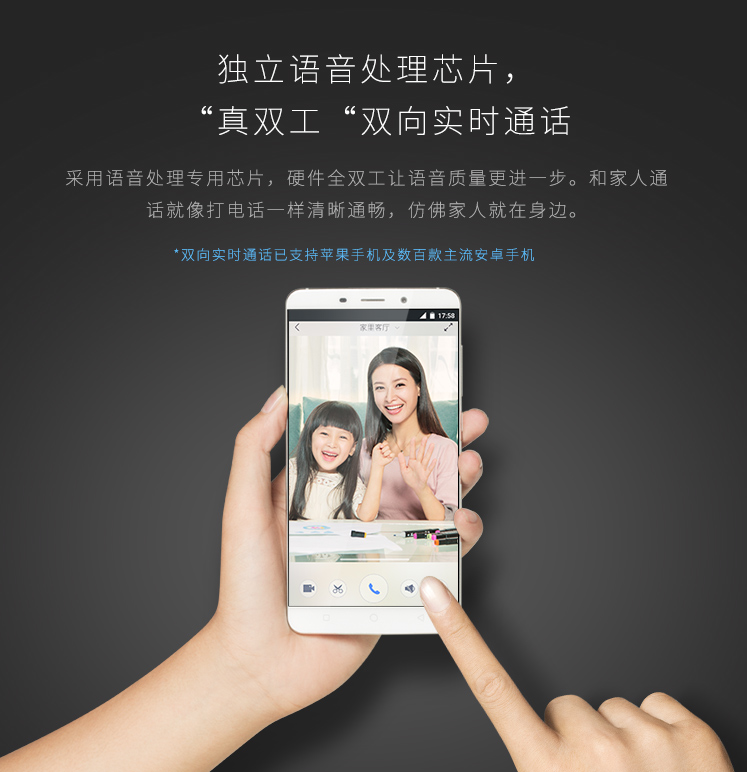 独立语音处理芯片，
“真双工“双向实时通话
采用语音处理专用芯片，硬件全双工让语音质量更进一步。和家人通
话就像打电话一样清晰通畅，仿佛家人就在身边。
*双向实时通话已支持苹果手机及数百款主流安卓手机
17:58
家里客厅